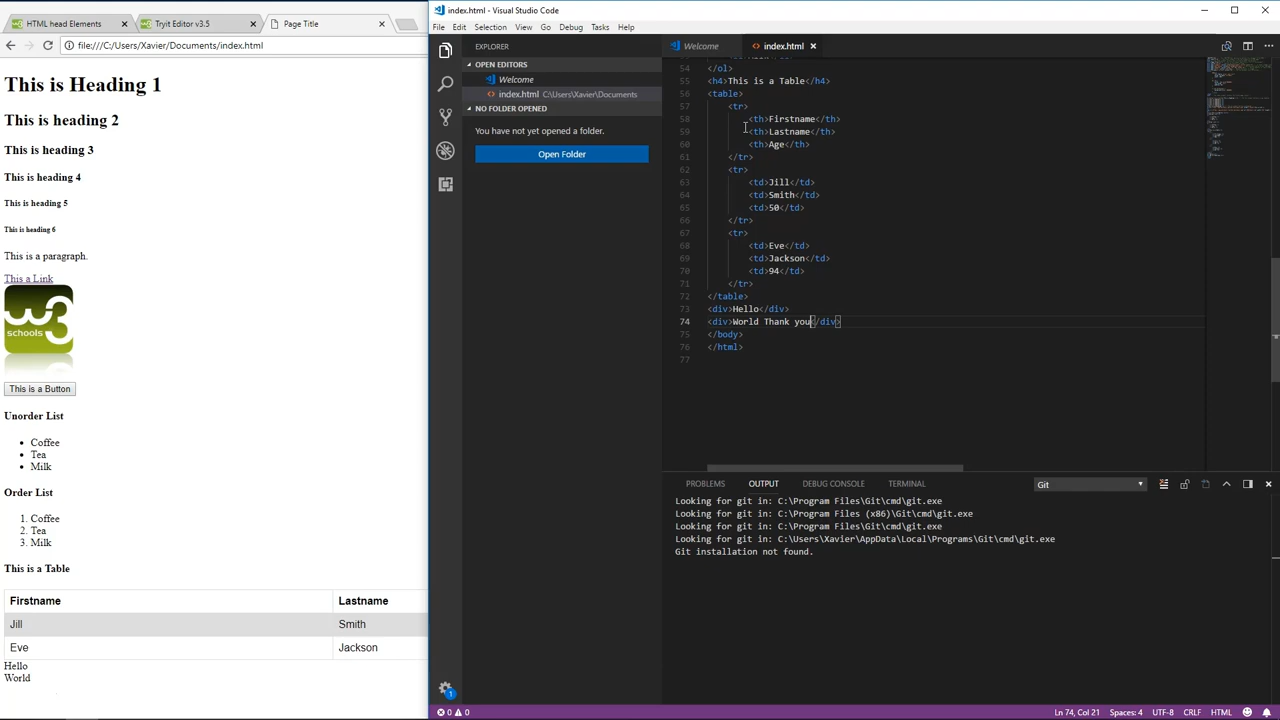 HTML head Elements
Tryit Editor v3.5
Page Title
file:///C:/Users/Xavier/Documents/index.html
This is Heading 1
This is heading 2
This is heading 3
This is heading 4
This is heading 5
This is heading 6
This is a paragraph.
This a Link
w3
schools
This is a Button
Unorder List
• Coffee
• Tea
• Milk
Order List
1. Coffee
2. Tea
3. Milk
This is a Table
Firstname Lastname
Jill Smith
Eve Jackson
Hello
World
index.html - Visual Studio Code
File Edit Selection View Go Debug Tasks Help
EXPLORER
OPEN EDITORS
Welcome
index.html C:\Users\Xavier\Documents
NO FOLDER OPENED
You have not yet opened a folder.
Open Folder
1
Welcome index.html
54 </ol>
55 <h4>This is a Table</h4>
56 <table>
57 <tr>
58 <th>Firstname</th>
59 <th>Lastname</th>
60 <th>Age</th>
61 </tr>
62 <tr>
63 <td>Jill</td>
64 <td>Smith</td>
65 <td>50</td>
66 </tr>
67 <tr>
68 <td>Eve</td>
69 <td>Jackson</td>
70 <td>94</td>
71 </tr>
72 </table>
73 <div>Hello</div>
74 <div>World Thank you</div>
75 </body>
76 </html>
77
PROBLEMS OUTPUT DEBUG CONSOLE TERMINAL Git
Looking for git in: C:\Program Files\Git\cmd\git.exe
Looking for git in: C:\Program Files (x86)\Git\cmd\git.exe
Looking for git in: C:\Program Files\Git\cmd\git.exe
Looking for git in: C:\Users\Xavier\AppData\Local\Programs\Git\cmd\git.exe
Git installation not found.
0 0 Ln 74, Col 21 Spaces: 4 UTF-8 CRLF HTML